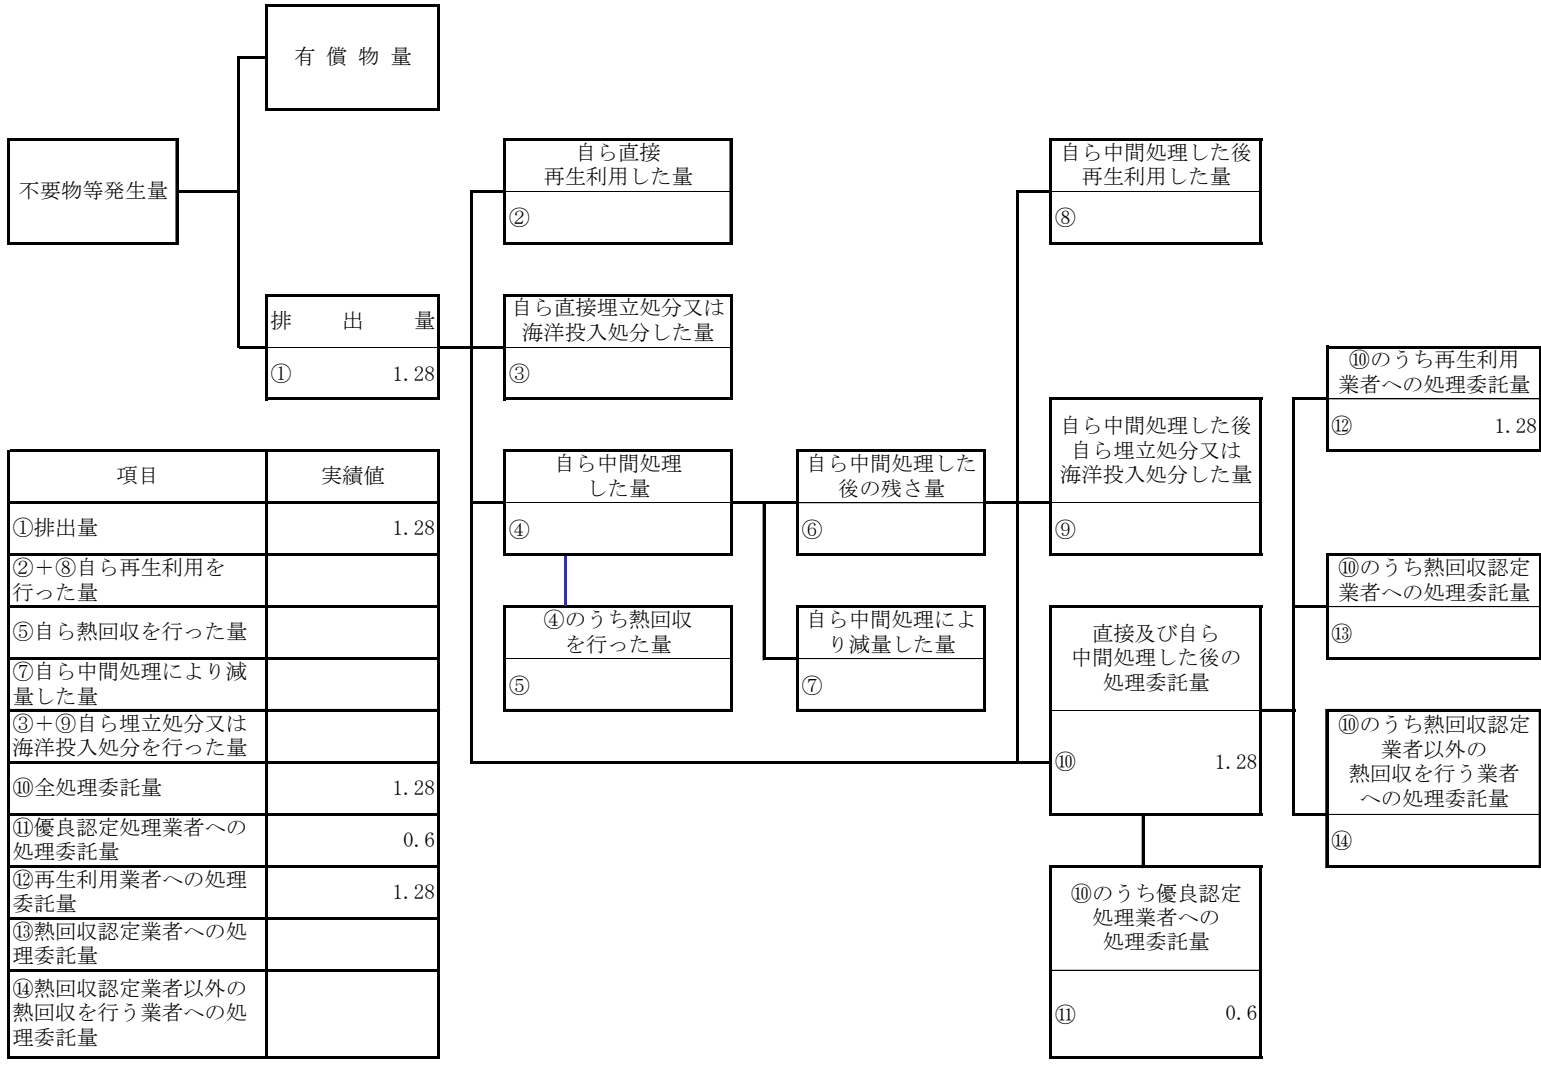 有償物量
不要物等発生量
排出量
① 1.28
自ら直接
再生利用した量
②
自ら直接埋立処分又は
海洋投入処分した量
③
自ら中間処理
した量
④
④のうち熱回収
を行った量
⑤
自ら中間処理した
後の残さ量
⑥
自ら中間処理によ
り減量した量
⑦
自ら中間処理した後
再生利用した量
⑧
自ら中間処理した後
自ら埋立処分又は
海洋投入処分した量
⑨
直接及び自ら
中間処理した後の
処理委託量
⑩ 1.28
⑩のうち優良認定
処理業者への
処理委託量
⑪ 0.6
⑩のうち再生利用
業者への処理委託量
⑫ 1.28
⑩のうち熱回収認定
業者への処理委託量
⑬
⑩のうち熱回収認定
業者以外の
熱回収を行う業者
への処理委託量
⑭
項目 実績値
①排出量 1.28
②+⑧自ら再生利用を
行った量
⑤自ら熱回収を行った量
⑦自ら中間処理により減
量した量
③+⑨自ら埋立処分又は
海洋投入処分を行った量
⑩全処理委託量 1.28
⑪優良認定処理業者への
処理委託量 0.6
⑫再生利用業者への処理
委託量 1.28
⑬熱回収認定業者への処
理委託量
⑭熱回収認定業者以外の
熱回収を行う業者への処
理委託量